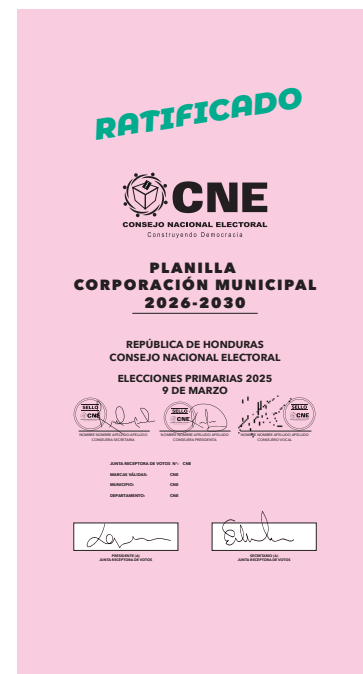 RATIFICADO
CNE
CONSEJO NACIONAL ELECTORAL
Construyendo Democracia
PLANILLA
CORPORACIÓN MUNICIPAL
2026-2030
REPÚBLICA DE HONDURAS
CONSEJO NACIONAL ELECTORAL
ELECCIONES PRIMARIAS 2025
9 DE MARZO
SELLO CNE
SELLO CNE
SELLO CNE
NOMBRE NOMBRE APELLIDO APELLIDO
CONSEJERA SECRETARIA
NOMBRE NOMBRE APELLIDO APELLIDO
CONSEJERA PRESIDENTA
NOMBRE NOMBRE APELLIDO APELLIDO
CONSEJERO VOCAL
JUNTA RECEPTORA DE VOTOS Nº: CNE
MARCAS VÁLIDAS: CNE
MUNICIPIO: CNE
DEPARTAMENTO: CNE
PRESIDENTE (A)
JUNTA RECEPTORA DE VOTOS
SECRETARIO (A)
JUNTA RECEPTORA DE VOTOS